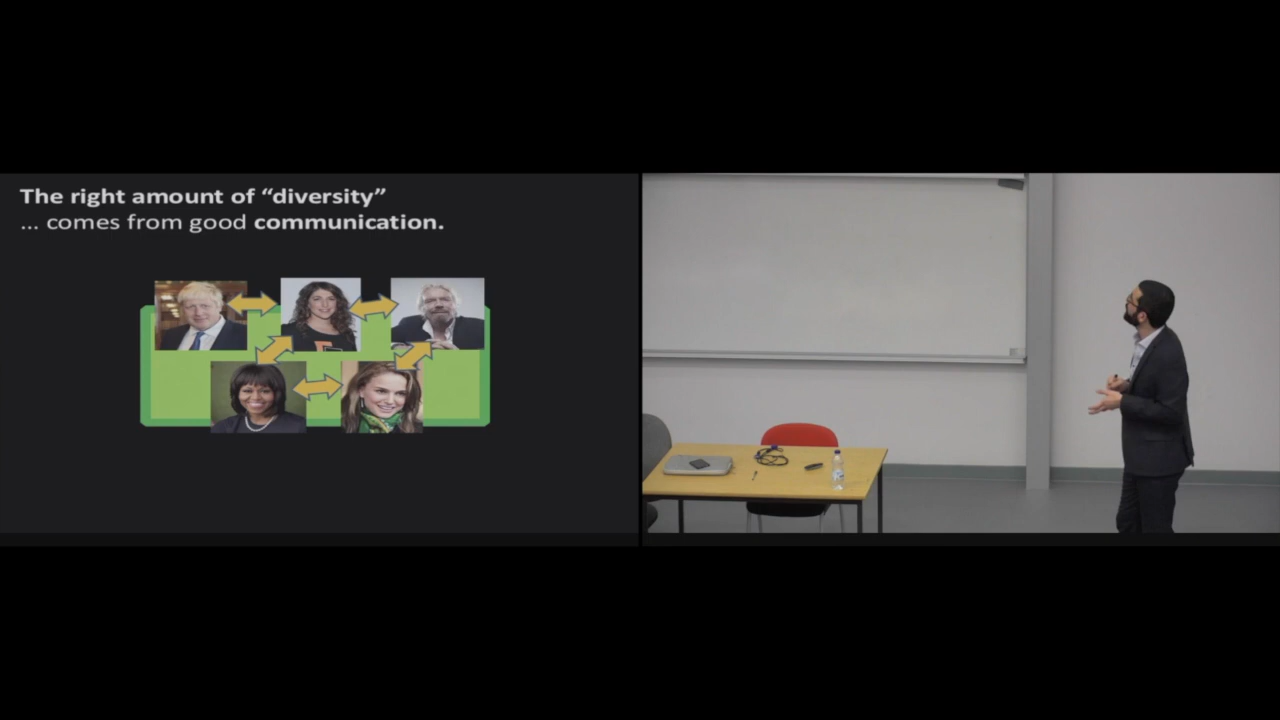 The right amount of “diversity”
... comes from good communication.